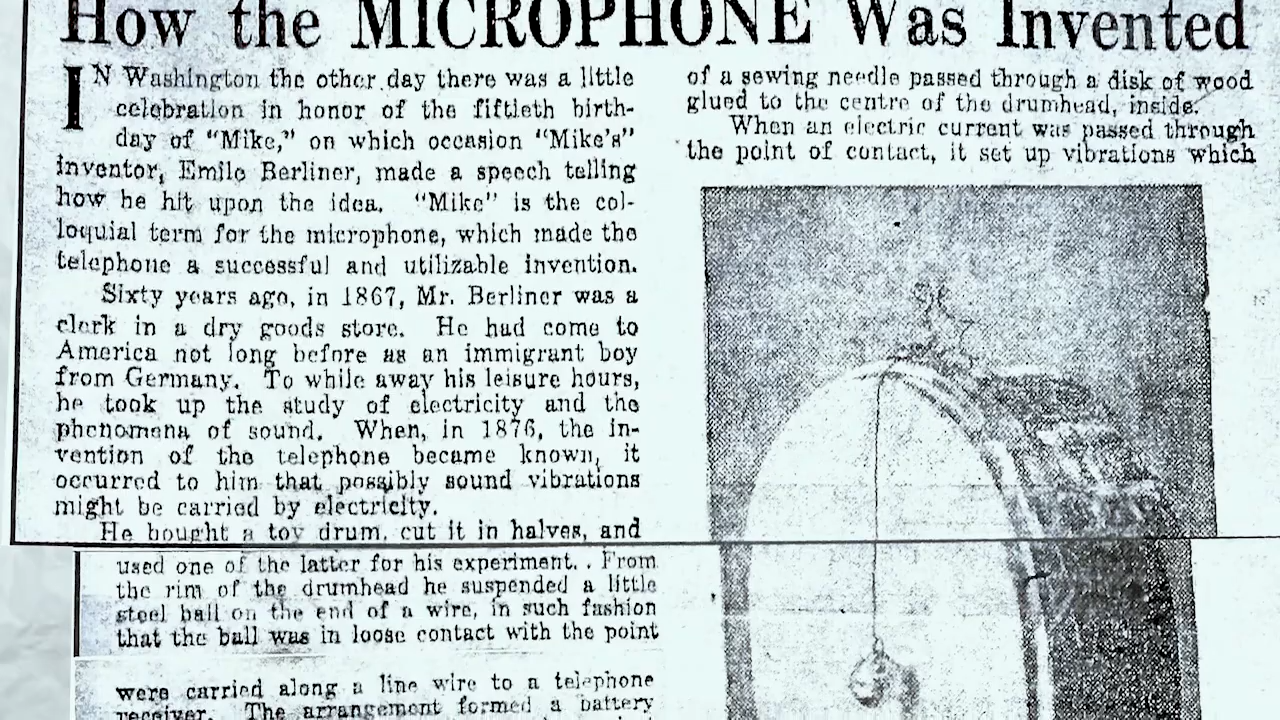 How the MICROPHONE Was Invented
IN Washington the other day there was a little
celebration in honor of the fiftieth birth-
day of "Mike," on which occasion "Mike's"
inventor, Emile Berliner, made a speech telling
how he hit upon the idea. "Mike" is the col-
loquial term for the microphone, which made the
telephone a successful and utilizable invention.
Sixty years ago, in 1867, Mr. Berliner was a
clerk in a dry goods store. He had come to
America not long before as an immigrant boy
from Germany. To while away his leisure hours,
he took up the study of electricity and the
phenomena of sound. When, in 1876, the in-
vention of the telephone became known, it
occurred to him that possibly sound vibrations
might be carried by electricity.
He bought a toy drum, cut it in halves, and
used one of the latter for his experiment. . From
the rim of the drumhead he suspended a little
steel ball on the end of a wire, in such fashion
that the ball was in loose contact with the point
of a sewing needle passed through a disk of wood
glued to the centre of the drumhead, inside.
When an electric current was passed through
the point of contact, it set up vibrations which
were carried along a line wire to a telephone
receiver. The arrangement formed a battery